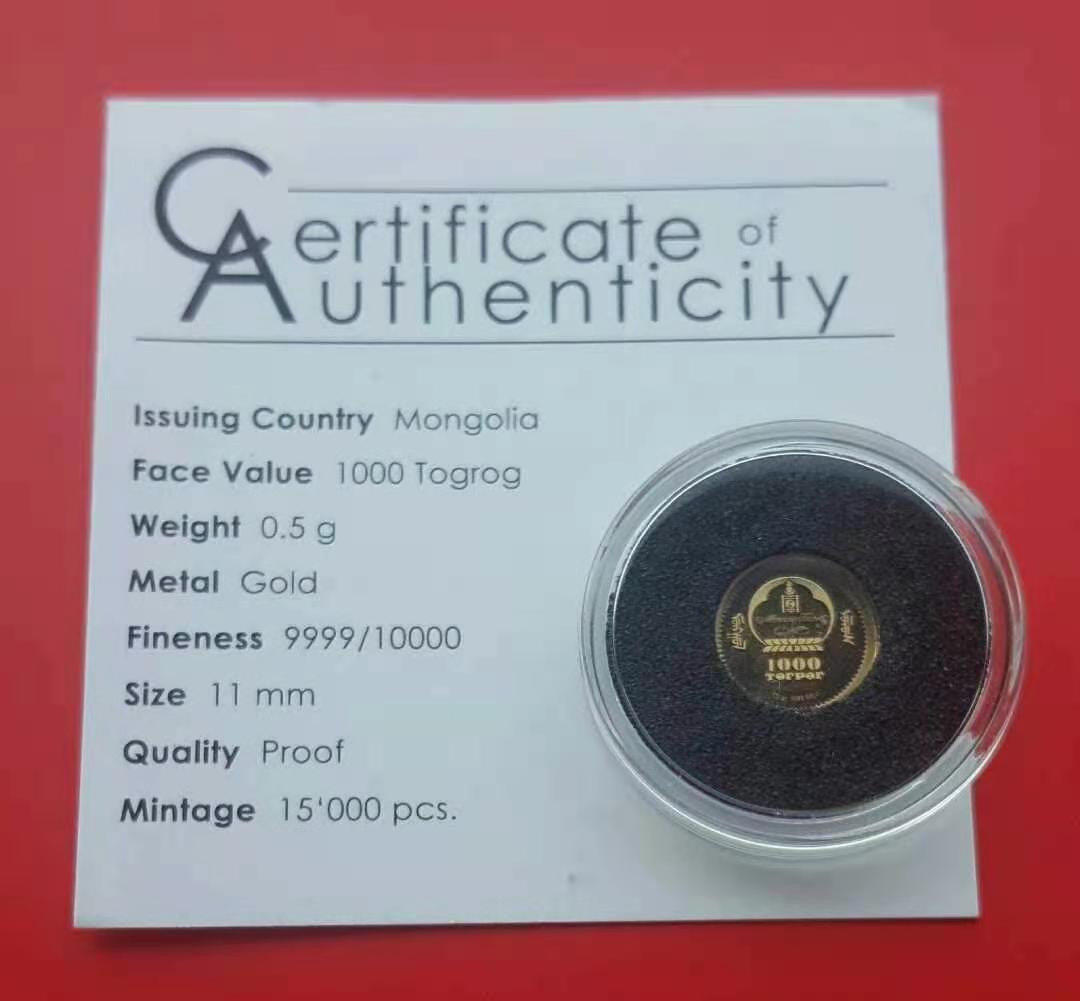 Certificate of
Authenticity
Issuing Country Mongolia
Face Value 1000 Togrog
Weight 0.5 g
Metal Gold
Fineness 9999/10000
Size 11 mm
Quality Proof
Mintage 15'000 pcs.
1000
ТӨГРӨГ